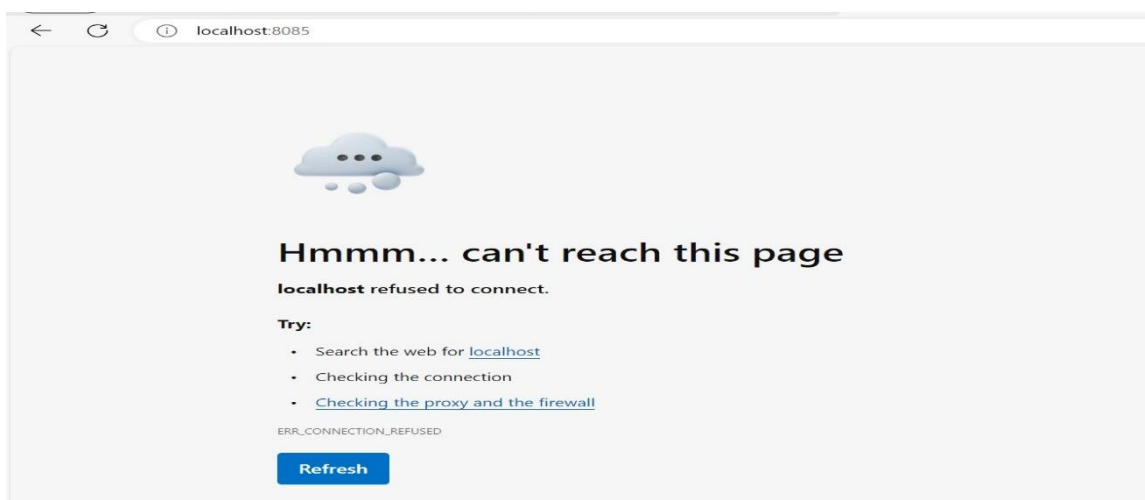 localhost:8085
Hmmm... can't reach this page
localhost refused to connect.
Try:
• Search the web for localhost
• Checking the connection
• Checking the proxy and the firewall
ERR_CONNECTION_REFUSED
Refresh